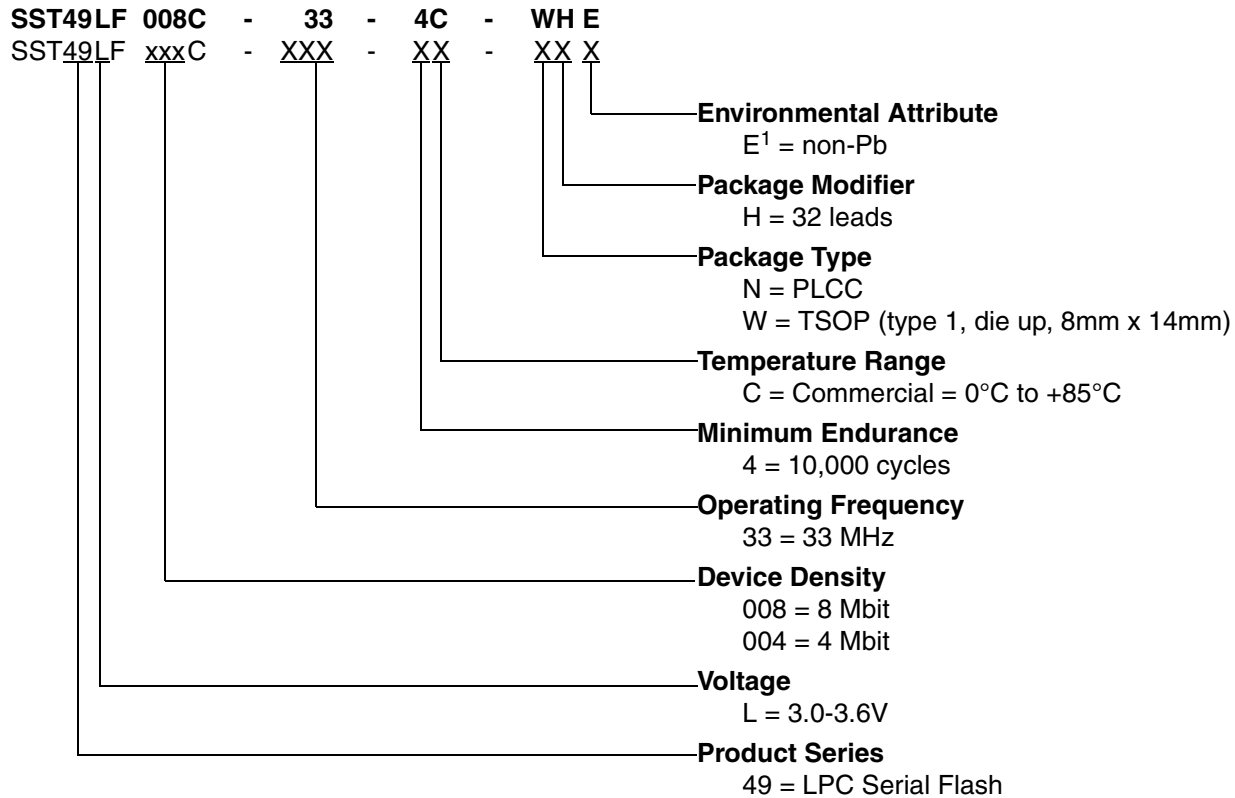 SST49LF 008C - 33 - 4C - WH E
SST49LF xxxC - XXX - XX - XX X
Environmental Attribute
E1 = non-Pb
Package Modifier
H = 32 leads
Package Type
N = PLCC
W = TSOP (type 1, die up, 8mm x 14mm)
Temperature Range
C = Commercial = 0°C to +85°C
Minimum Endurance
4 = 10,000 cycles
Operating Frequency
33 = 33 MHz
Device Density
008 = 8 Mbit
004 = 4 Mbit
Voltage
L = 3.0-3.6V
Product Series
49 = LPC Serial Flash